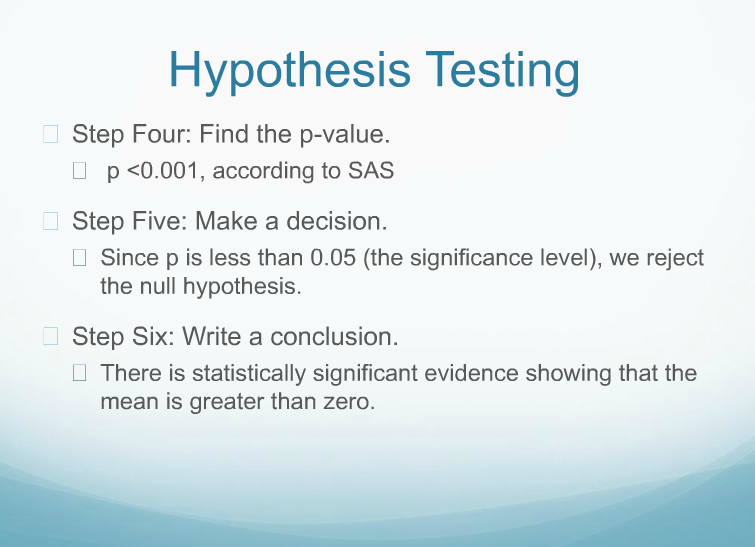 Hypothesis Testing
Step Four: Find the p-value.
p <0.001, according to SAS
Step Five: Make a decision.
Since p is less than 0.05 (the significance level), we reject
the null hypothesis.
Step Six: Write a conclusion.
There is statistically significant evidence showing that the
mean is greater than zero.